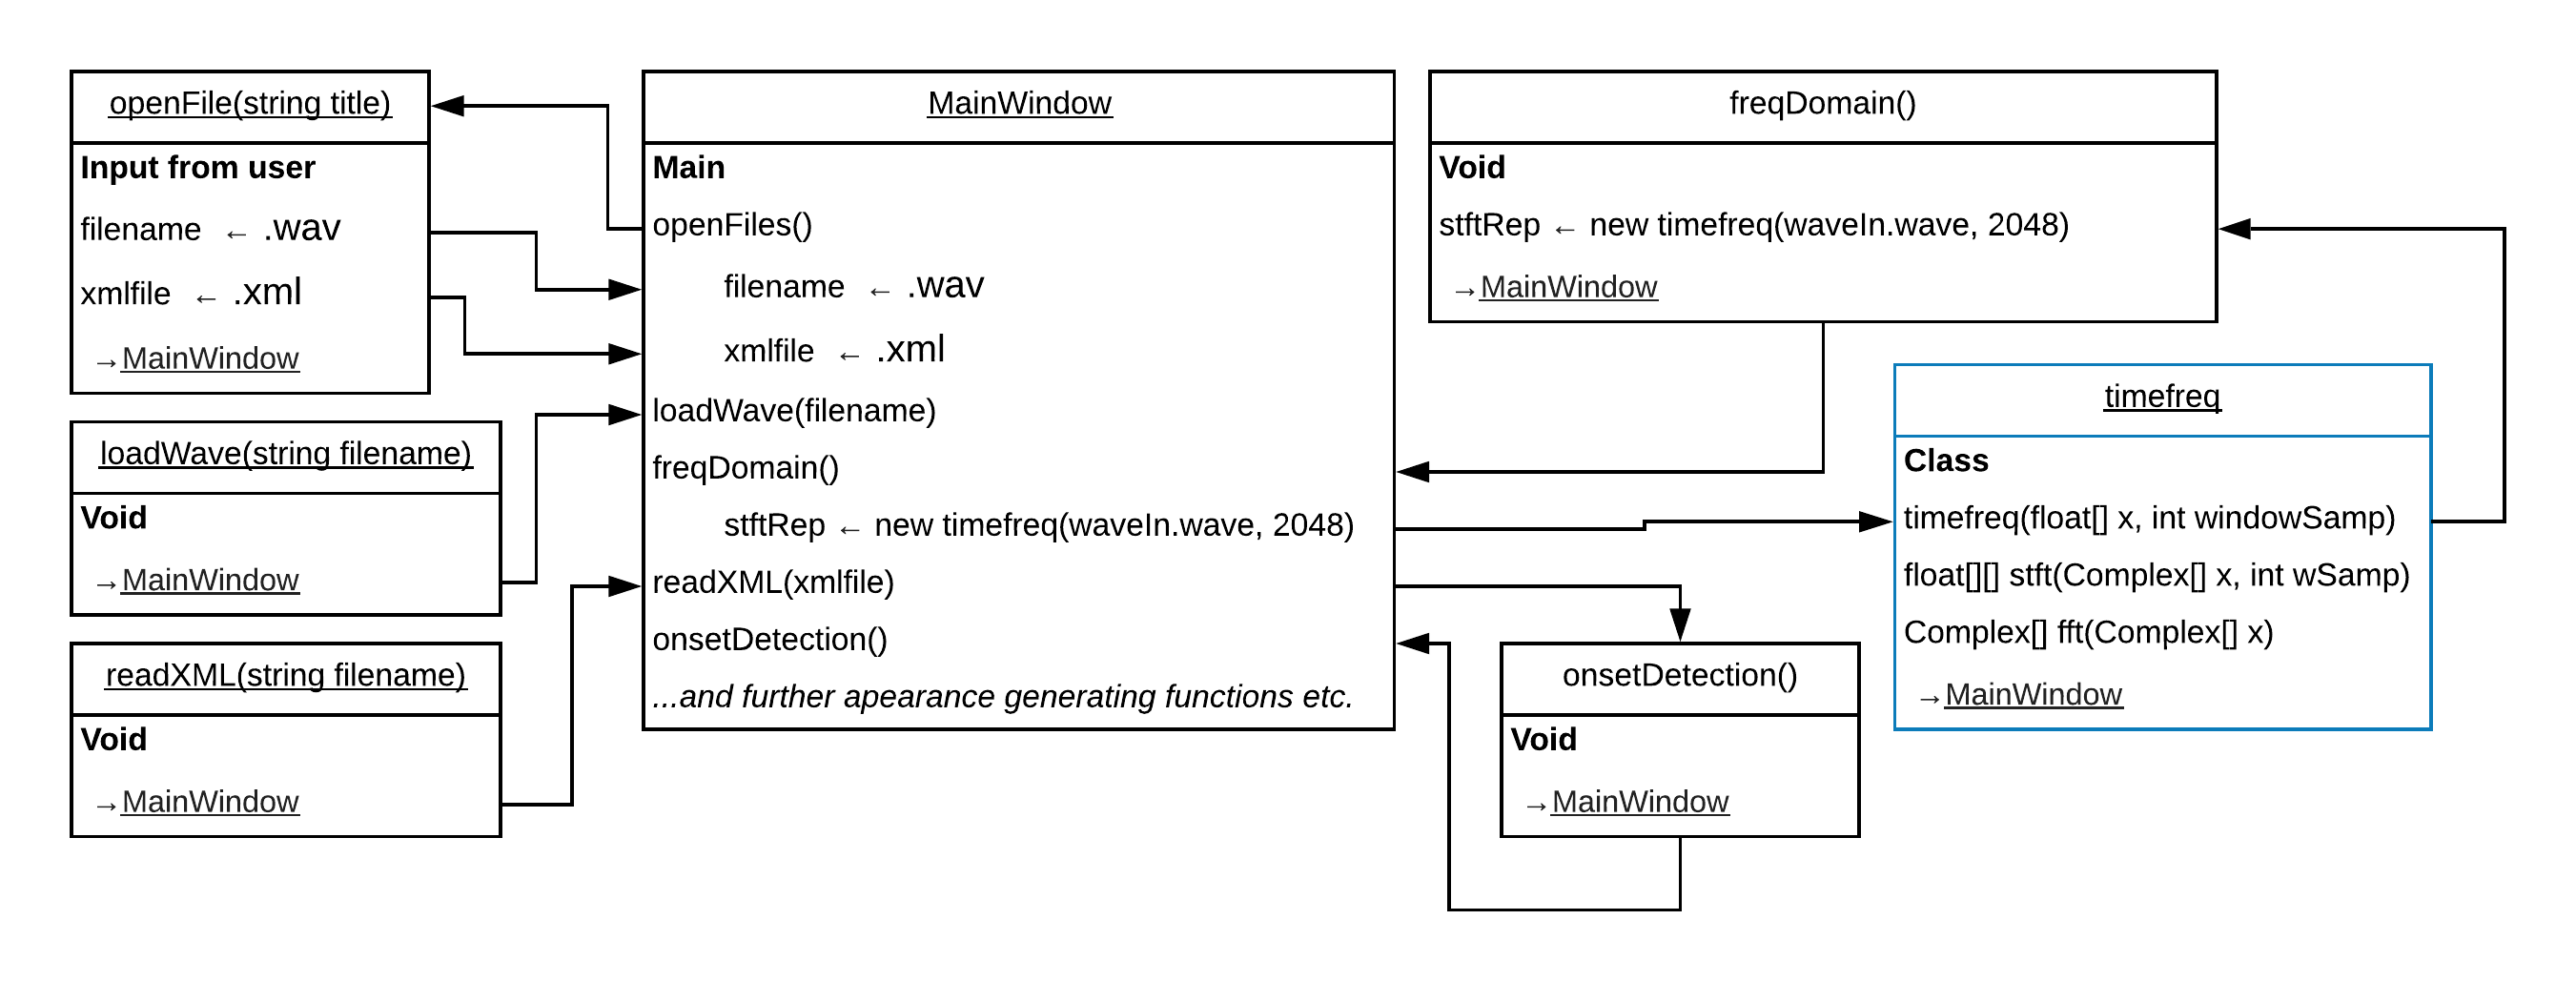 openFile(string title)
Input from user
filename ← .wav
xmlfile ← .xml
→MainWindow
loadWave(string filename)
Void
→MainWindow
readXML(string filename)
Void
→MainWindow
MainWindow
Main
openFiles()
filename ← .wav
xmlfile ← .xml
loadWave(filename)
freqDomain()
stftRep ← new timefreq(waveIn.wave, 2048)
readXML(xmlfile)
onsetDetection()
...and further apearance generating functions etc.
freqDomain()
Void
stftRep ← new timefreq(waveIn.wave, 2048)
→MainWindow
timefreq
Class
timefreq(float[] x, int windowSamp)
float[][] stft(Complex[] x, int wSamp)
Complex[] fft(Complex[] x)
→MainWindow
onsetDetection()
Void
→MainWindow